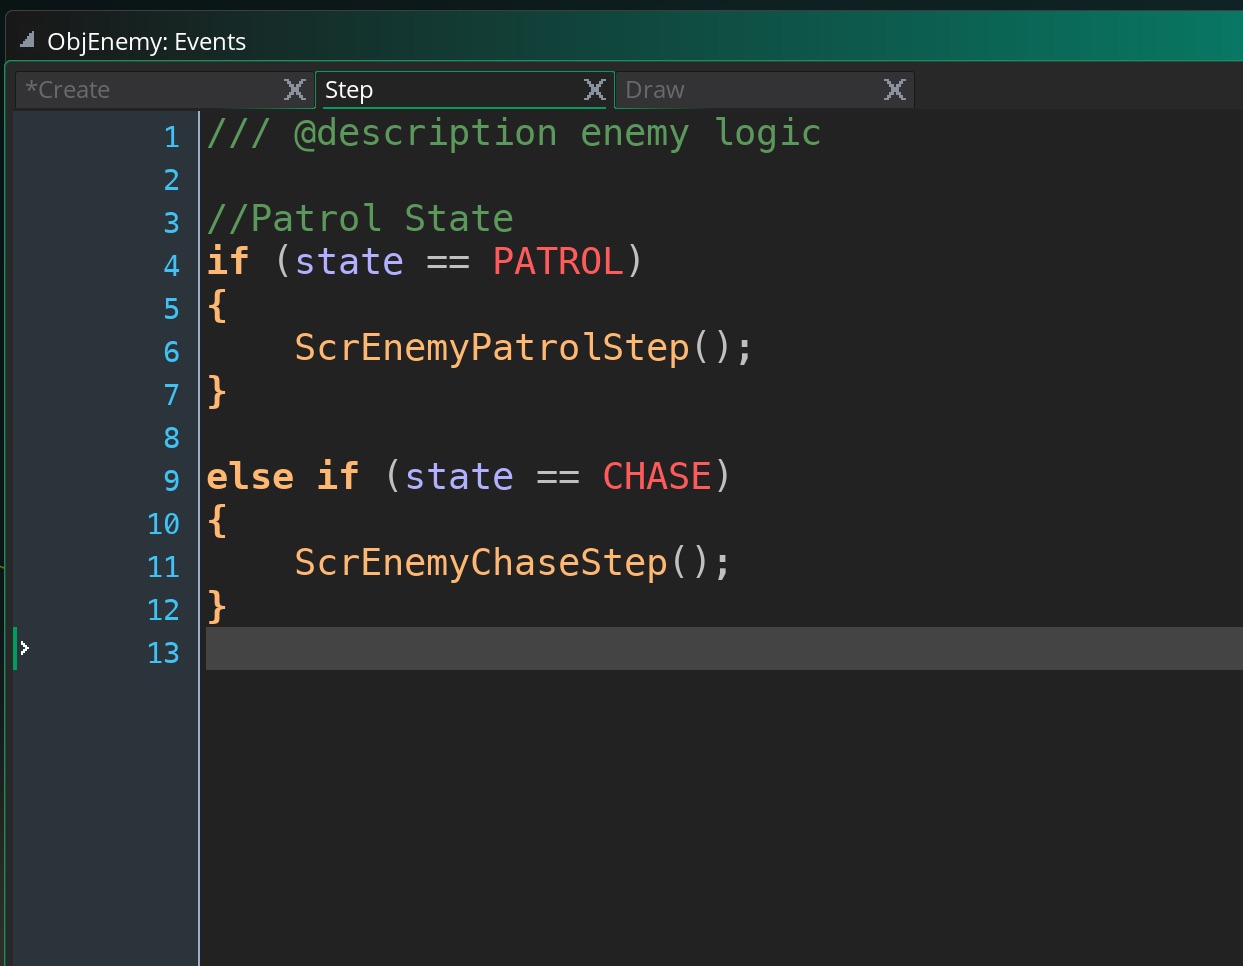 ObjEnemy: Events
*Create Step Draw
1 /// @description enemy logic
2
3 //Patrol State
4 if (state == PATROL)
5 {
6 ScrEnemyPatrolStep();
7 }
8
9 else if (state == CHASE)
10 {
11 ScrEnemyChaseStep();
12 }
13